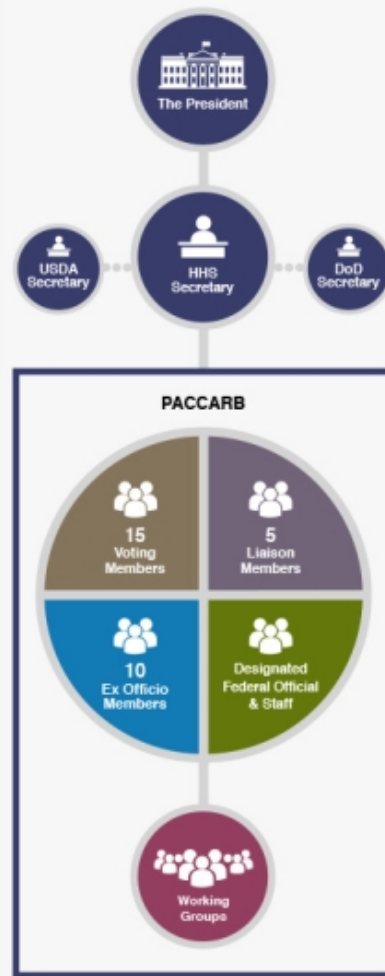 The President
USDA
Secretary
HHS
Secretary
DoD
Secretary
PACCARB
15
Voting
Members
5
Liaison
Members
10
Ex Officio
Members
Designated
Federal Official
& Staff
Working
Groups